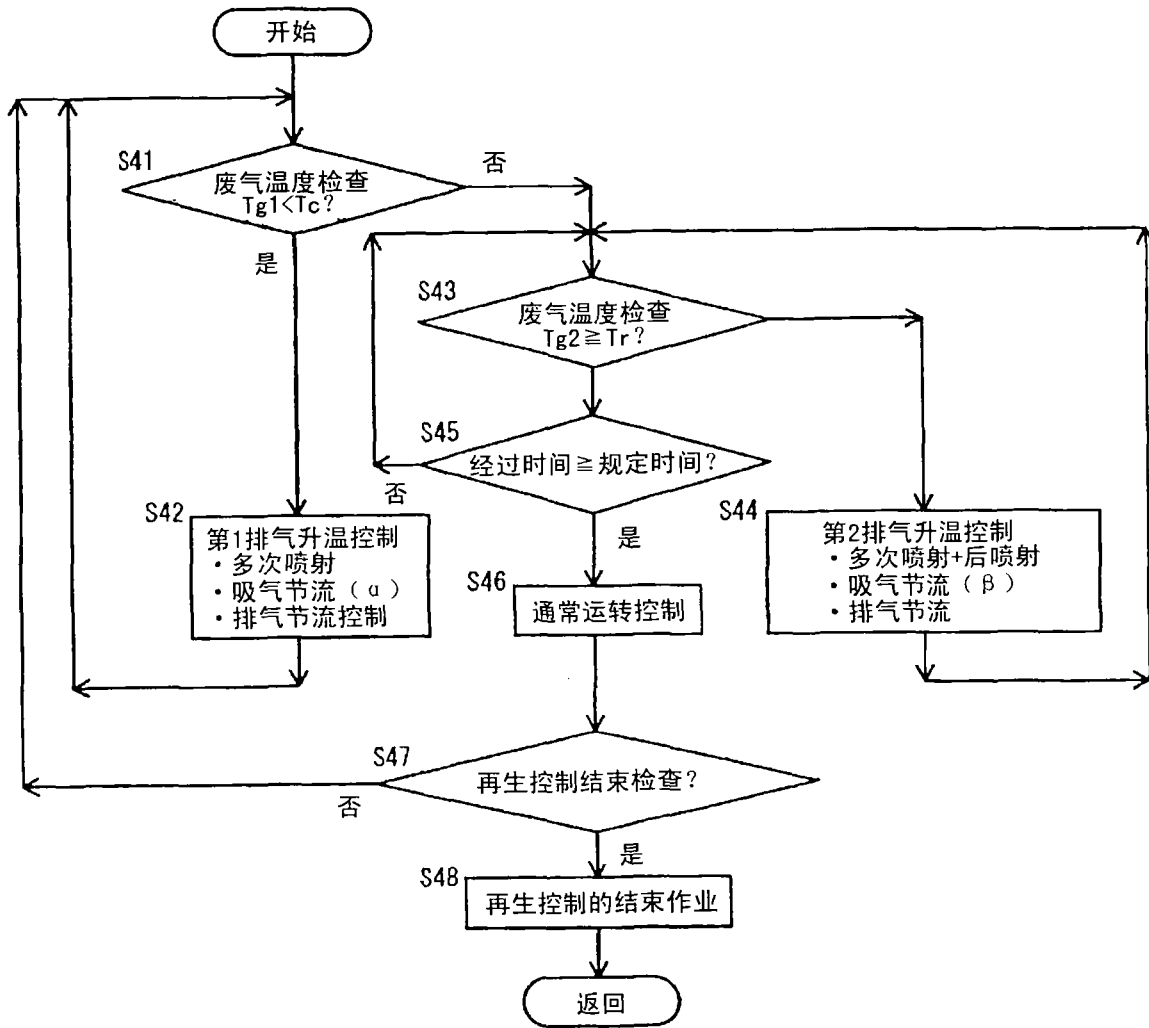 开始
S41
废气温度检查
Tg1<Tc?
否
是
S43
废气温度检查
Tg2≧Tr?
S45
经过时间≧规定时间?
否
是
S42
第1排气升温控制
・多次喷射
・吸气节流(α)
・排气节流控制
S44
第2排气升温控制
・多次喷射+后喷射
・吸气节流(β)
・排气节流
S46
通常运转控制
S47
再生控制结束检查?
否
是
S48
再生控制的结束作业
返回